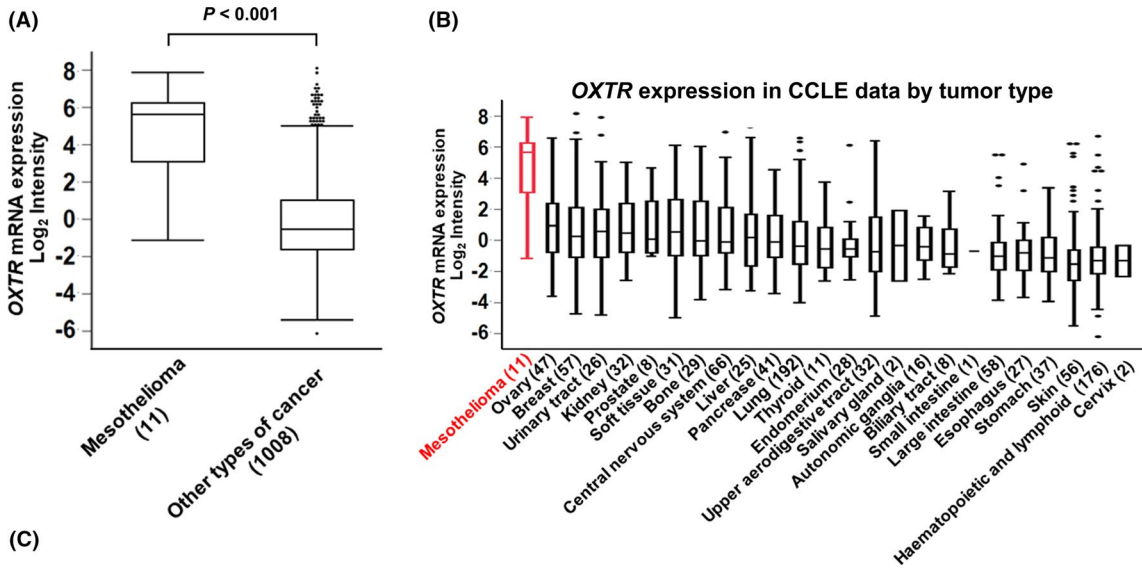 (A)
P < 0.001
OXTR mRNA expression
Log₂ Intensity
8
6
4
2
0
-2
-4
-6
Mesothelioma
(11)
Other types of cancer
(1008)
(B)
OXTR expression in CCLE data by tumor type
OXTR mRNA expression
Log₂ Intensity
8
6
4
2
0
-2
-4
-6
Mesothelioma (11)
Ovary (47)
Breast (57)
Urinary tract (26)
Kidney (32)
Prostate (8)
Soft tissue (31)
Bone (29)
Central nervous system (66)
Liver (25)
Pancrease (41)
Lung (192)
Thyroid (11)
Endomerium (28)
Upper aerodigestive tract (32)
Salivary gland (2)
Autonomic ganglia (16)
Biliary tract (8)
Small intestine (1)
Large intestine (58)
Esophagus (27)
Stomach (37)
Skin (56)
Haematopoietic and lymphoid (176)
Cervix (2)
(C)